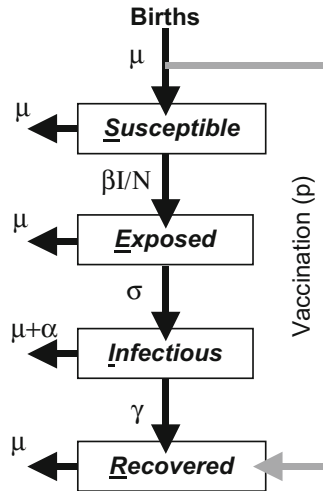 Births
μ
μ
Susceptible
βI/N
μ
Exposed
σ
μ+α
Infectious
γ
μ
Recovered
Vaccination (p)